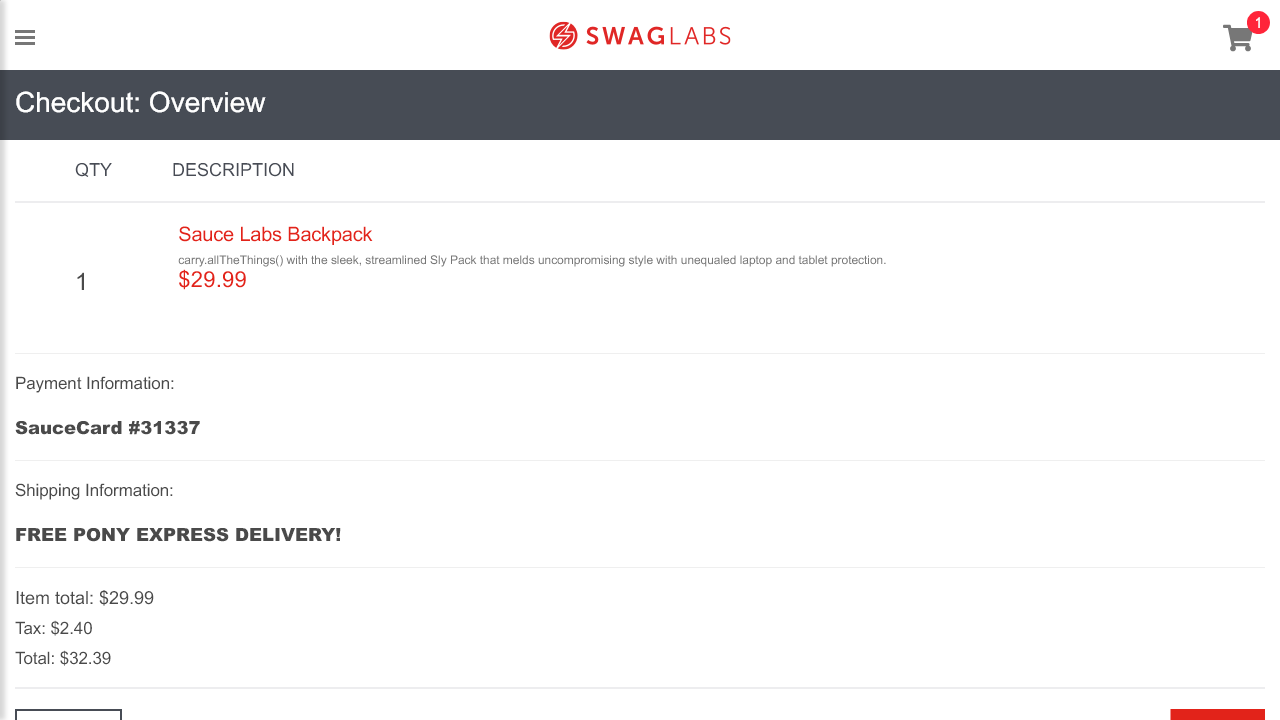 SWAGLABS
1
Checkout: Overview
QTY DESCRIPTION
1
Sauce Labs Backpack
carry.allTheThings() with the sleek, streamlined Sly Pack that melds uncompromising style with unequaled laptop and tablet protection.
$29.99
Payment Information:
SauceCard #31337
Shipping Information:
FREE PONY EXPRESS DELIVERY!
Item total: $29.99
Tax: $2.40
Total: $32.39